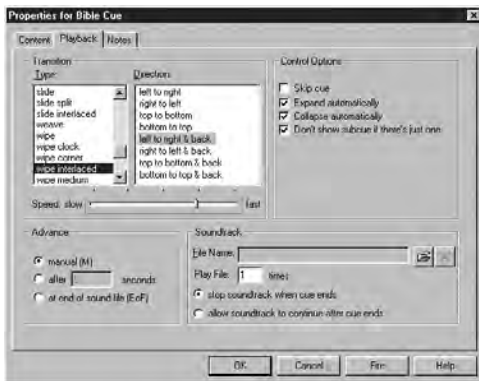 Properties for Bible Cue
Content Playback Notes
Transition
Type:
slide
slide split
slide interlaced
weave
wipe
wipe clock
wipe corner
wipe interlaced
wipe medium
Direction:
left to right
right to left
top to bottom
bottom to top
left to right & back
right to left & back
top to bottom & back
bottom to top & back
Speed: slow fast
Control Options
Skip cue
Expand automatically
Collapse automatically
Don't show subcue if there's just one
Advance
manual (M)
after seconds
at end of sound file (EoF)
Soundtrack
File Name:
Play File: 1 times
stop soundtrack when cue ends
allow soundtrack to continue after cue ends
OK Cancel Fire Help